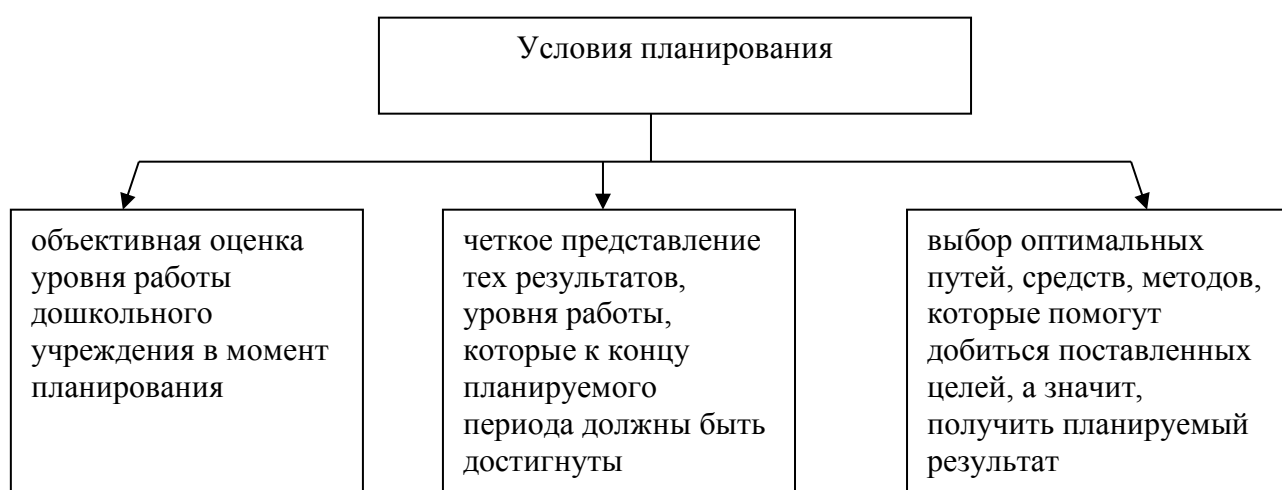 Условия планирования
объективная оценка
уровня работы
дошкольного
учреждения в момент
планирования
четкое представление
тех результатов,
уровня работы,
которые к концу
планируемого
периода должны быть
достигнуты
выбор оптимальных
путей, средств, методов,
которые помогут
добиться поставленных
целей, а значит,
получить планируемый
результат